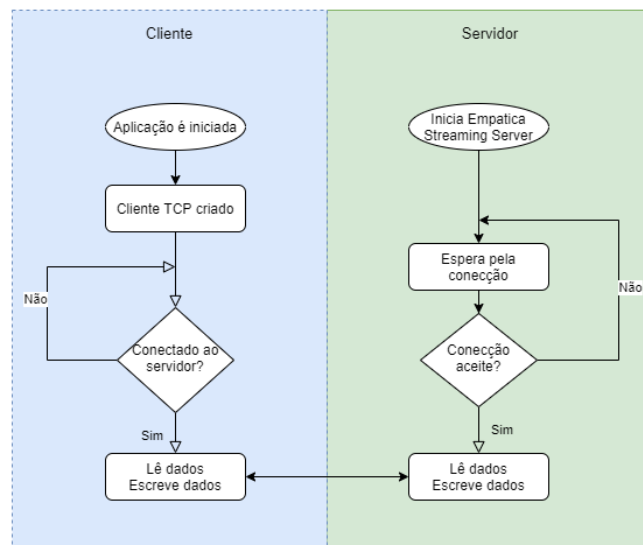 Cliente
Servidor
Aplicação é iniciada
Inicia Empatica
Streaming Server
Cliente TCP criado
Espera pela
conecção
Não
Não
Conectado ao
servidor?
Conecção
aceite?
Sim
Sim
Lê dados
Escreve dados
Lê dados
Escreve dados